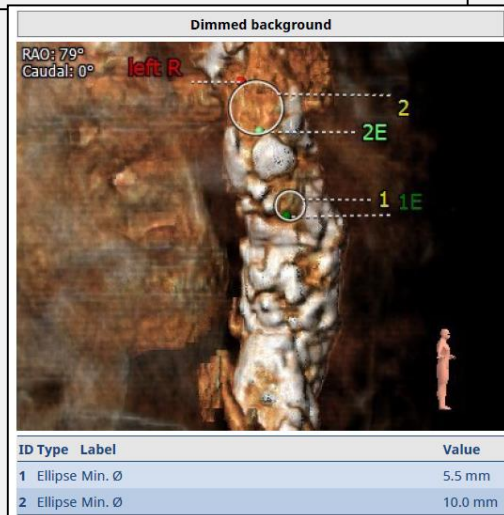 Dimmed background
RAO: 79°
Caudal: 0°
left R
2
2E
1 1E
ID Type Label Value
1 Ellipse Min. Ø 5.5 mm
2 Ellipse Min. Ø 10.0 mm